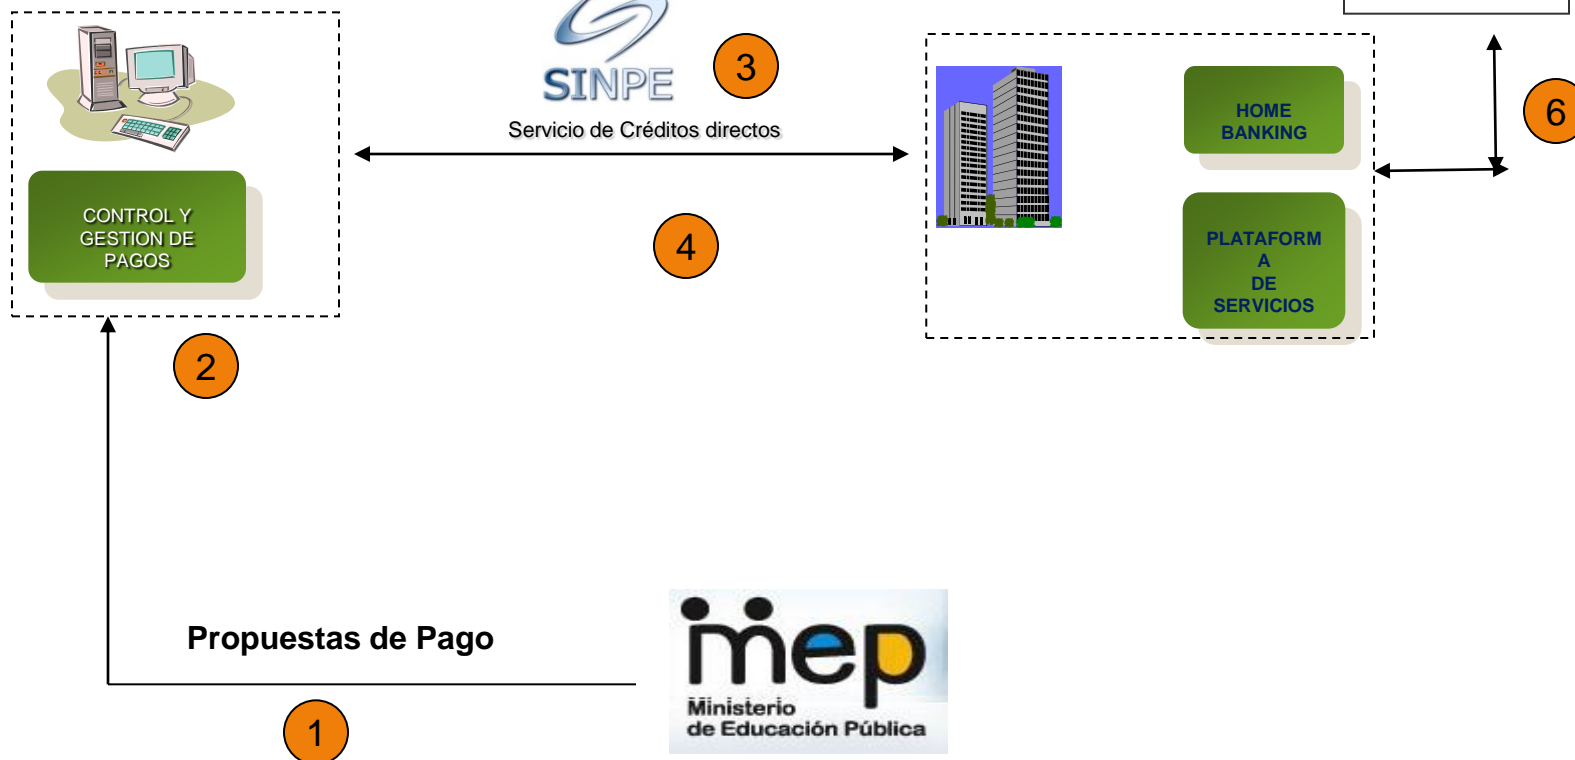 SINPE
3
Servicio de Créditos directos
HOME
BANKING
6
CONTROL Y
GESTION DE
PAGOS
4
PLATAFORM
A
DE
SERVICIOS
2
Propuestas de Pago
mep
Ministerio
de Educación Pública
1